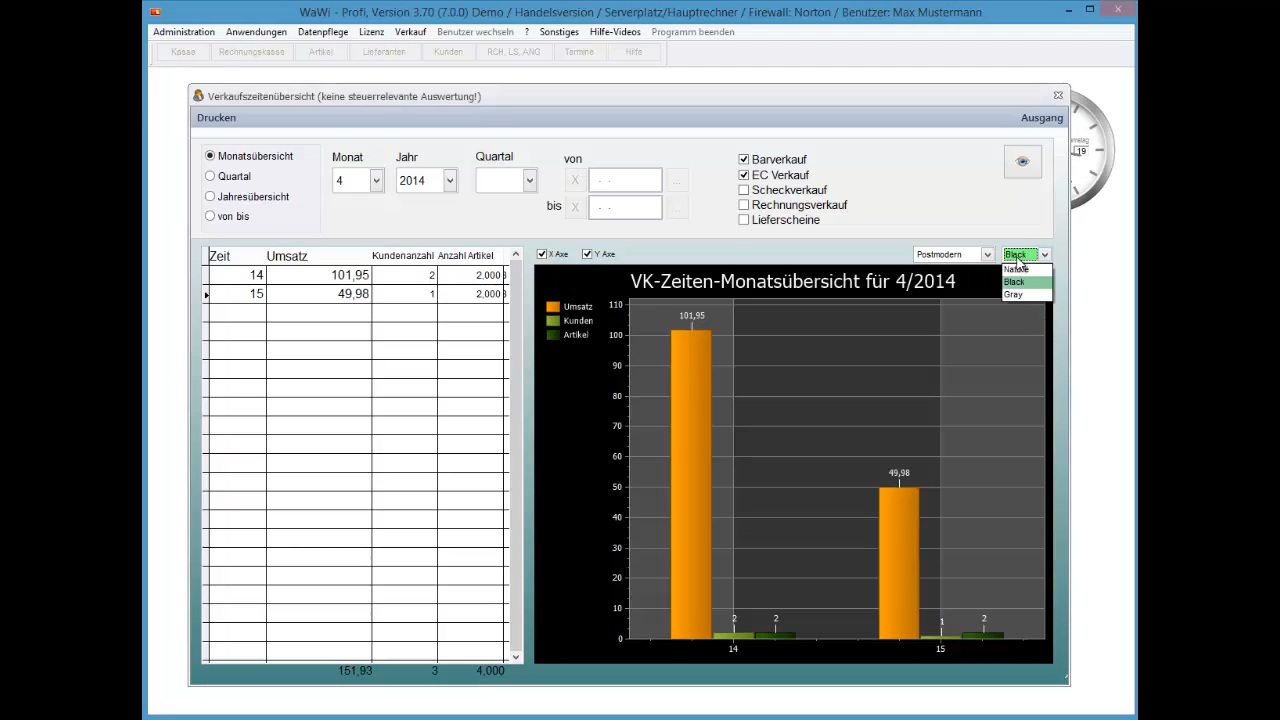 WaWi - Profi, Version 3.70 (7.0.0) Demo / Handelsversion / Serverplatz/Hauptrechner / Firewall: Norton / Benutzer: Max Mustermann
Administration Anwendungen Datenpflege Lizenz Verkauf Benutzer wechseln ? Sonstiges Hilfe-Videos Programm beenden
Kasse Rechnungskasse Artikel Lieferanten Kunden RCH, LS, ANG Termine Hilfe
Verkaufszeitenübersicht (keine steuerrelevante Auswertung!)
Drucken Ausgang
Monatsübersicht
Quartal
Jahresübersicht
von bis
Monat Jahr Quartal
4 2014
von X - - ...
bis X - -
Barverkauf
EC Verkauf
Scheckverkauf
Rechnungsverkauf
Lieferscheine
19
Zeit Umsatz Kundenanzahl Anzahl Artikel
14 101,95 2 2,000
15 49,98 1 2,000
151,93 3 4,000
X Axe Y Axe Postmodern Black
Black
Gray
VK-Zeiten-Monatsübersicht für 4/2014
Umsatz
Kunden
Artikel
110
100
90
80
70
60
50
40
30
20
10
0
101,95 2 2
49,98 1 2
14 15